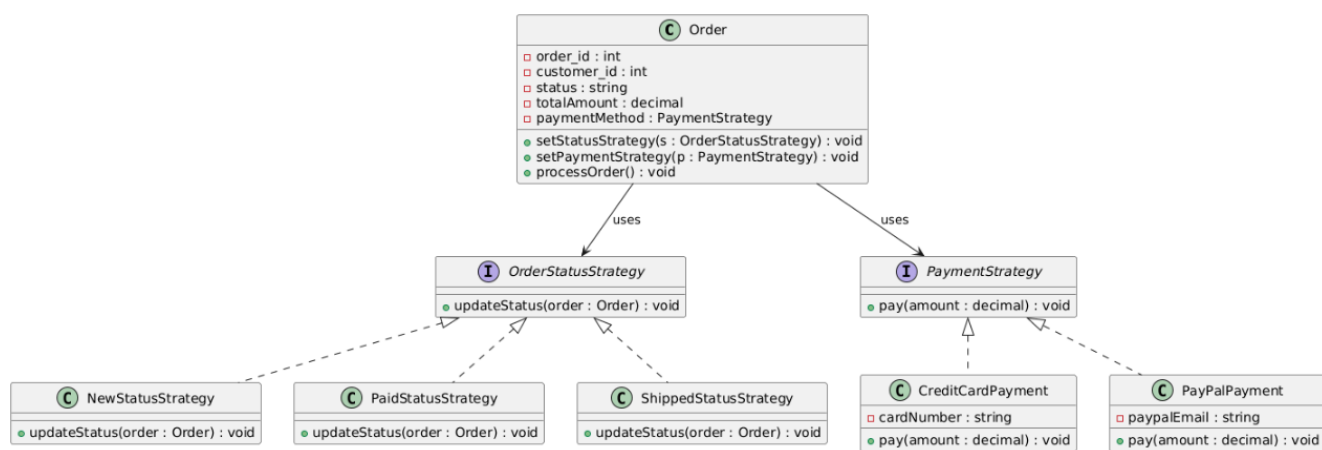 C Order
order_id : int
customer_id : int
status : string
totalAmount : decimal
paymentMethod : PaymentStrategy
setStatusStrategy(s : OrderStatusStrategy) : void
setPaymentStrategy(p : PaymentStrategy) : void
processOrder() : void
uses
uses
I OrderStatusStrategy
updateStatus(order : Order) : void
I PaymentStrategy
pay(amount : decimal) : void
C NewStatusStrategy
updateStatus(order : Order) : void
C PaidStatusStrategy
updateStatus(order : Order) : void
C ShippedStatusStrategy
updateStatus(order : Order) : void
C CreditCardPayment
cardNumber : string
pay(amount : decimal) : void
C PayPalPayment
paypalEmail : string
pay(amount : decimal) : void